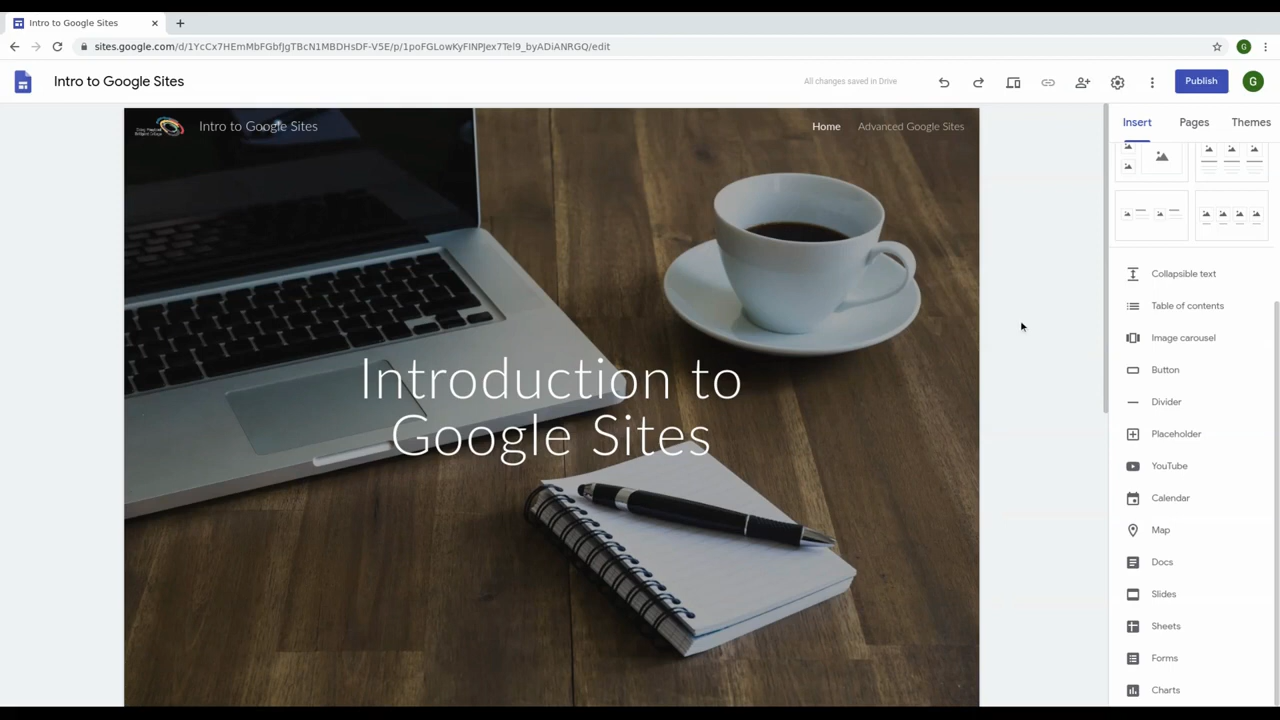 Intro to Google Sites
sites.google.com/d/1YcCx7HEmMbFGbfJgTBcN1MBDHsDF-V5E/p/1poFGLowKyFINPJex7Tel9_byADiANRGQ/edit
G
Intro to Google Sites
All changes saved in Drive
Publish
G
Intro to Google Sites
Home
Advanced Google Sites
Introduction to
Google Sites
Insert
Pages
Themes
Collapsible text
Table of contents
Image carousel
Button
Divider
Placeholder
YouTube
Calendar
Map
Docs
Slides
Sheets
Forms
Charts